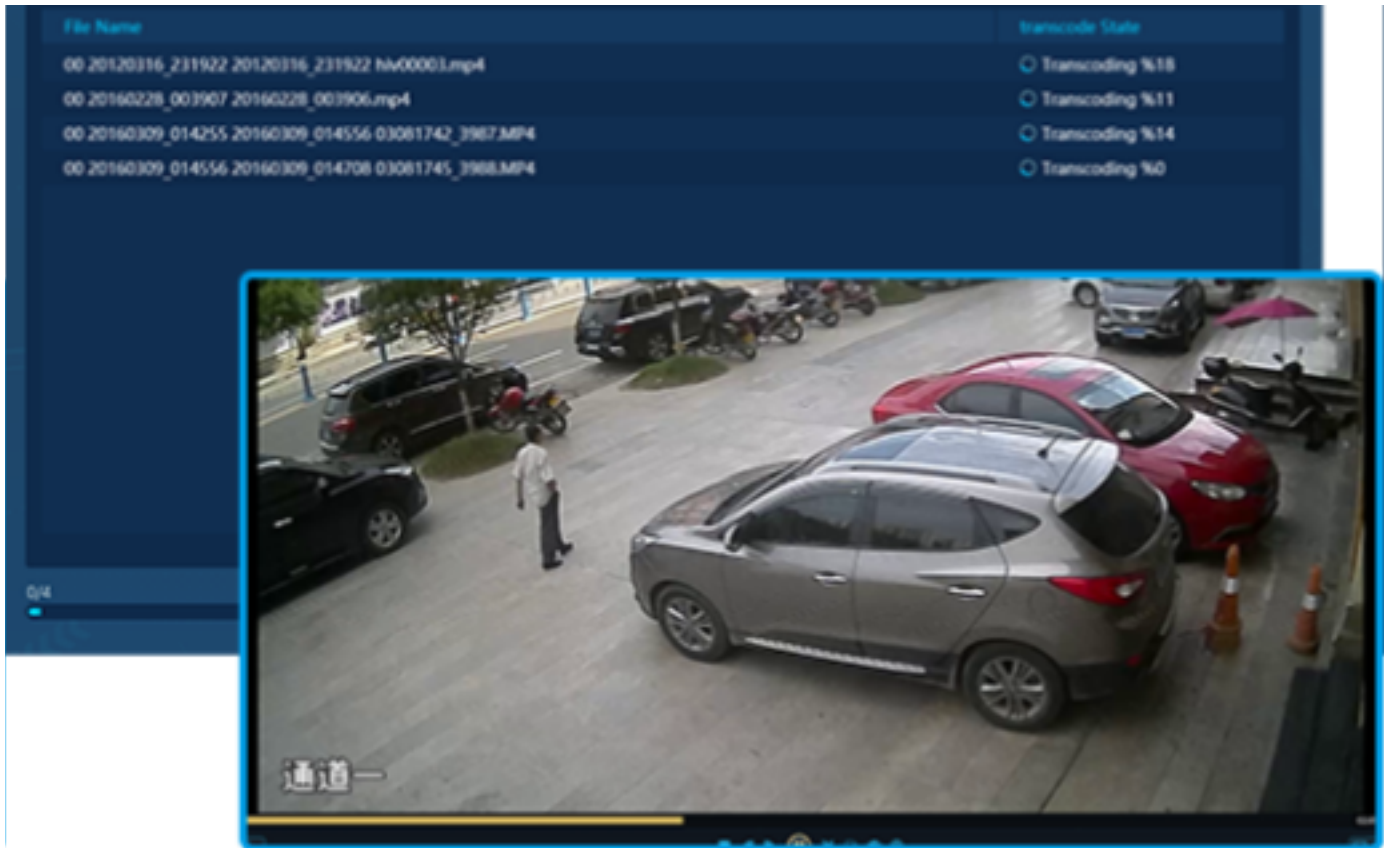 File Name transcode State
00 20120316_231922 20120316_231922 hiv00003.mp4 Transcoding %18
00 20160228_003907 20160228_003906.mp4 Transcoding %11
00 20160309_014255 20160309_014556 03081742_3987.MP4 Transcoding %14
00 20160309_014556 20160309_014708 03081745_3988.MP4 Transcoding %0
0/4
通道一